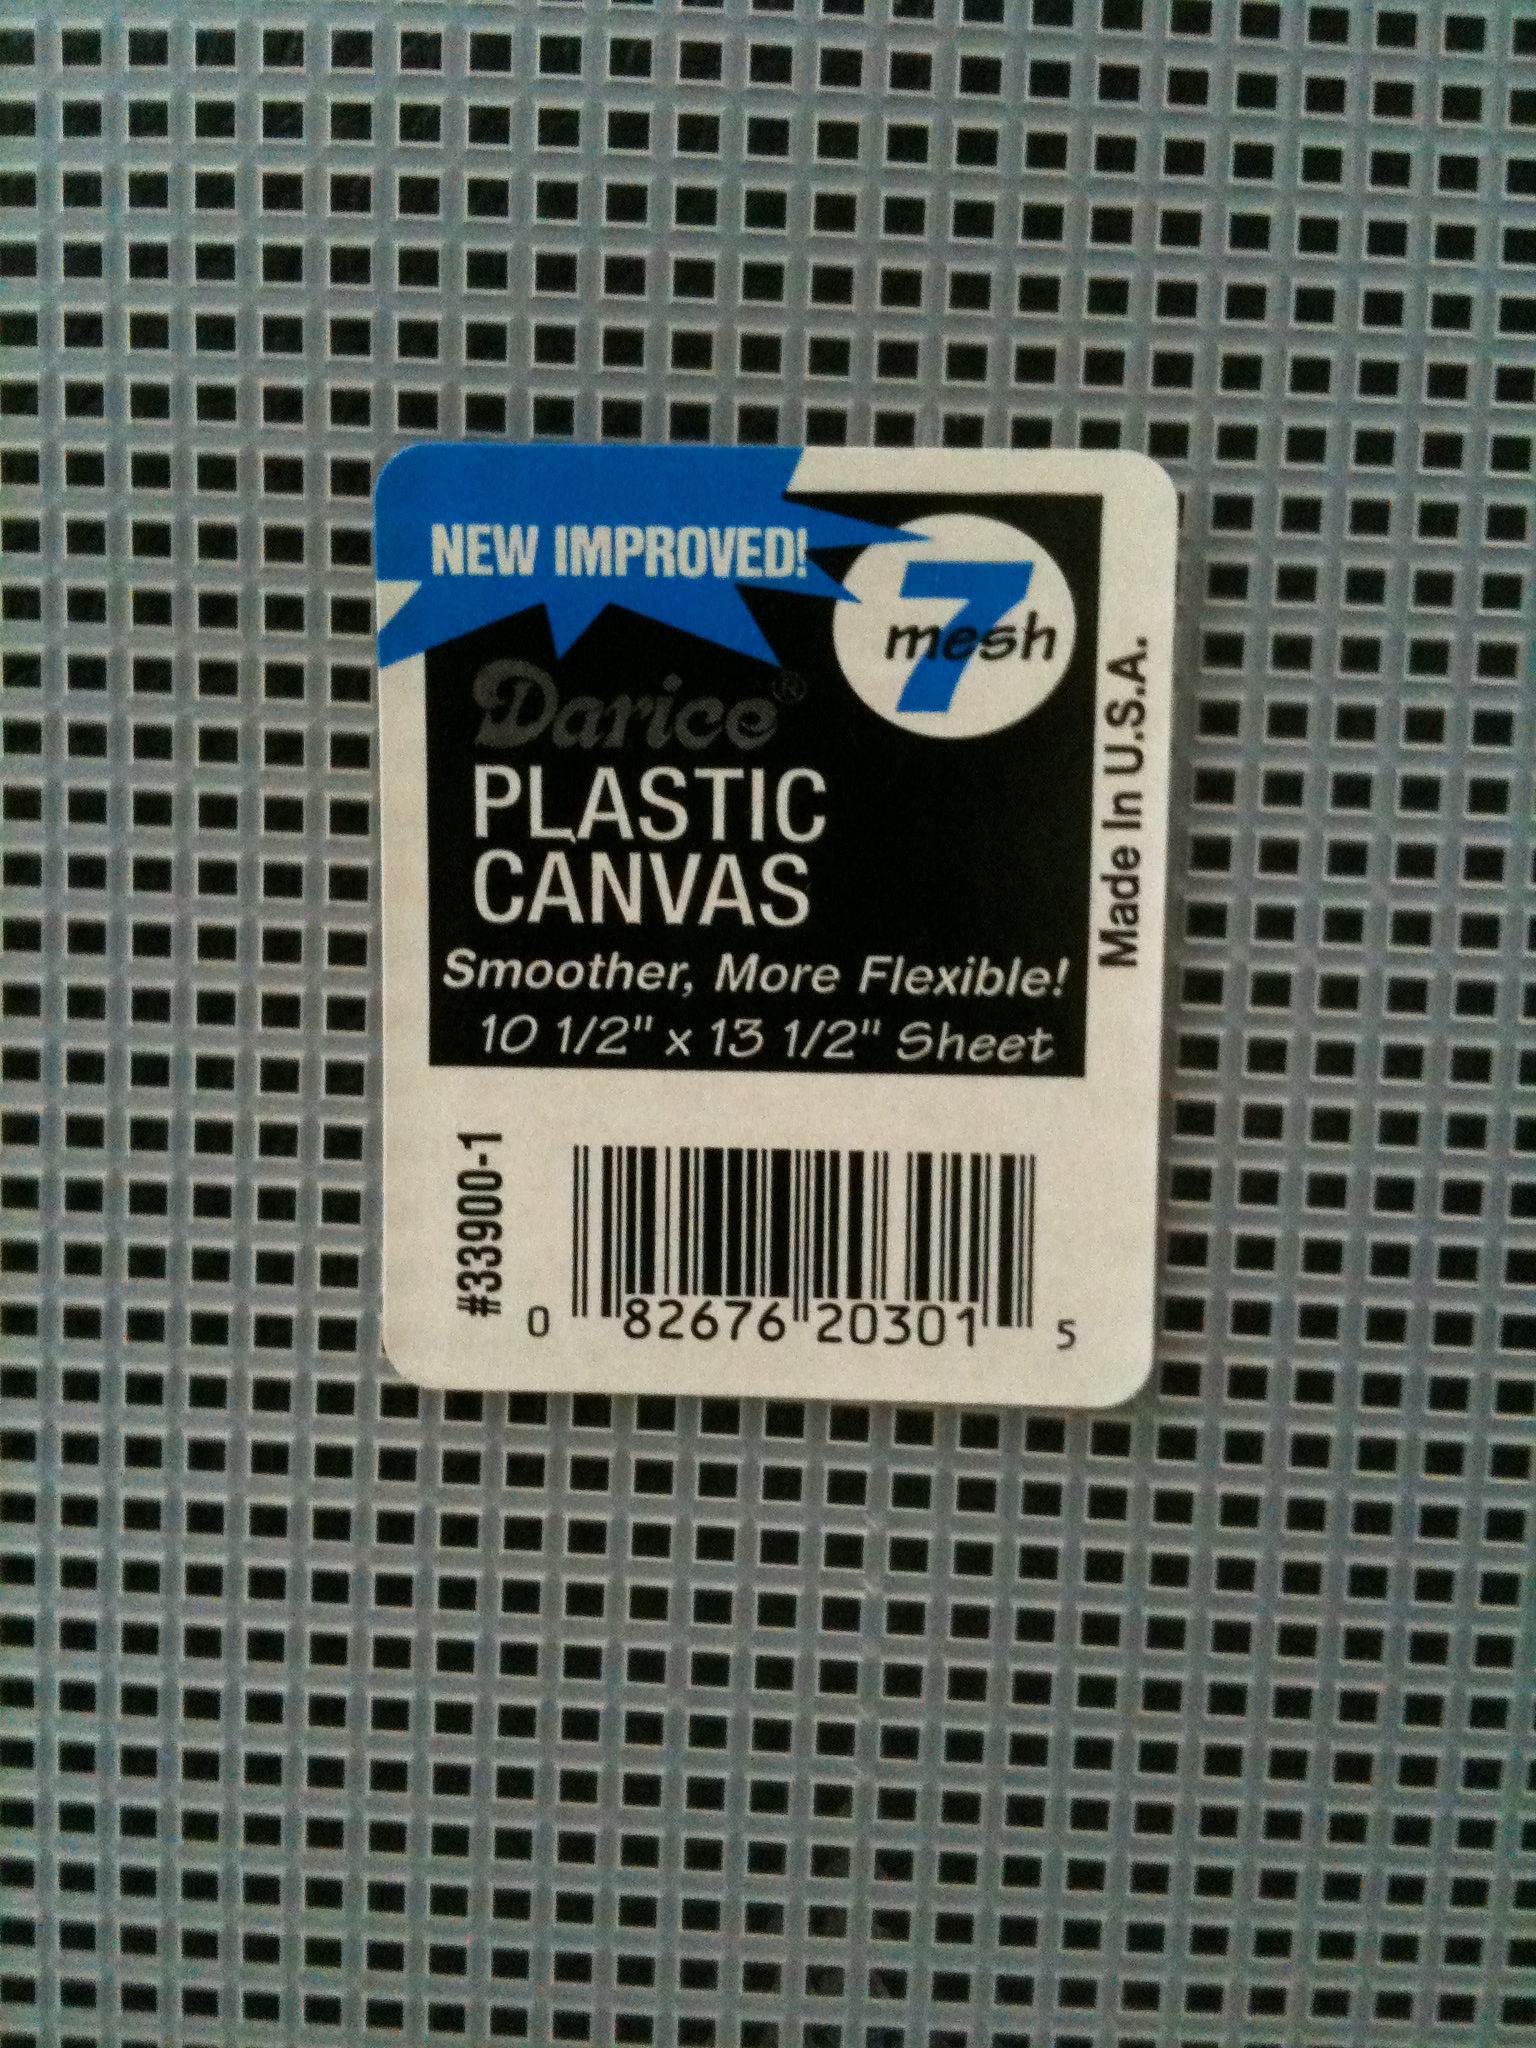 NEW IMPROVED!
7
mesh
Darice®
PLASTIC
CANVAS
Smoother, More Flexible!
10 1/2" x 13 1/2" Sheet
Made In U.S.A.
#33900-1
0 82676 20301 5